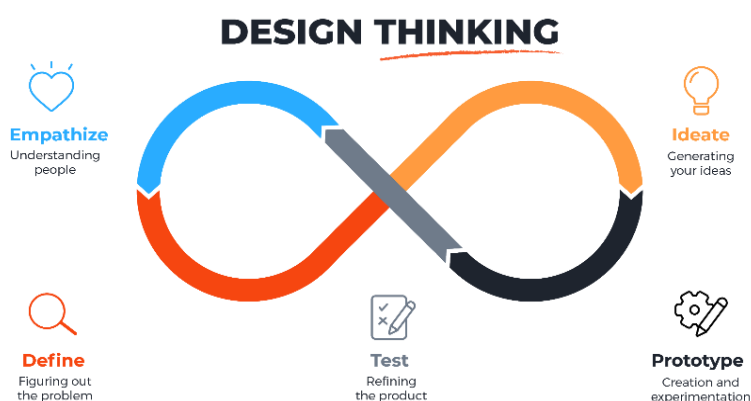 DESIGN THINKING
Empathize
Understanding
people
Ideate
Generating
your ideas
Define
Figuring out
the problem
Test
Refining
the product
Prototype
Creation and
experimentation